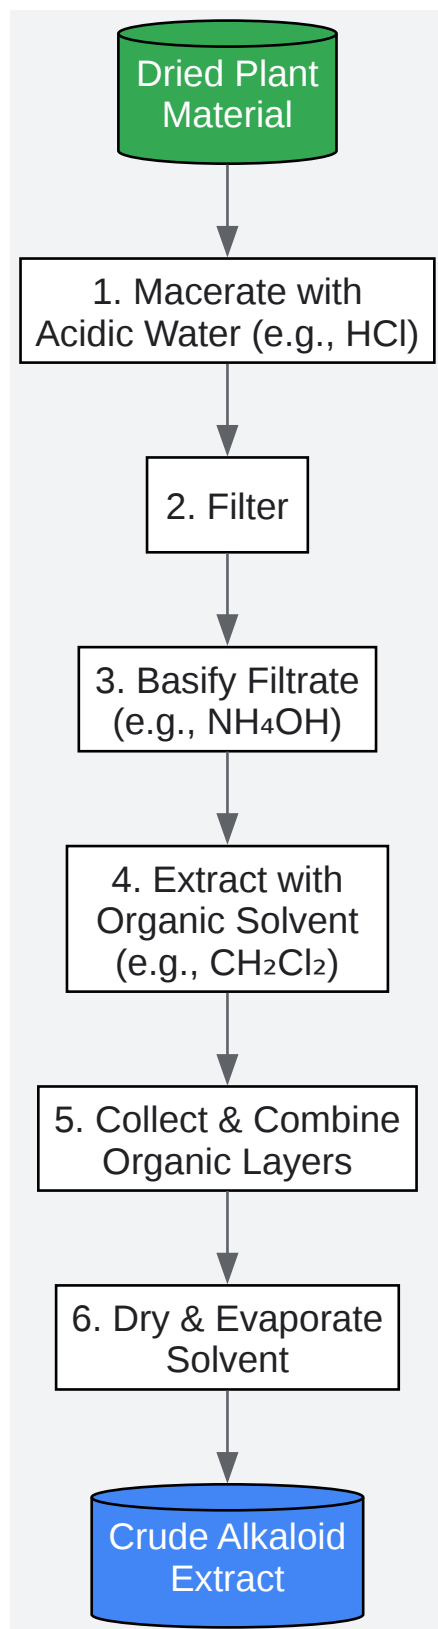 Dried Plant
Material
1. Macerate with
Acidic Water (e.g., HCl)
2. Filter
3. Basify Filtrate
(e.g., NH₄OH)
4. Extract with
Organic Solvent
(e.g., CH₂Cl₂)
5. Collect & Combine
Organic Layers
6. Dry & Evaporate
Solvent
Crude Alkaloid
Extract